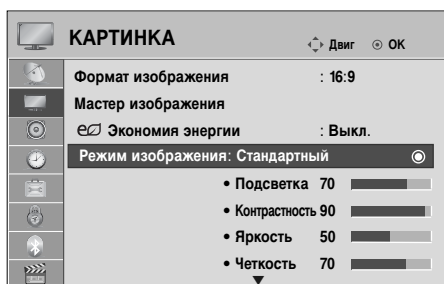 КАРТИНКА Двиг OK
Формат изображения : 16:9
Мастер изображения
Экономия энергии : Выкл.
Режим изображения: Стандартный
• Подсветка 70
• Контрастность 90
• Яркость 50
• Четкость 70